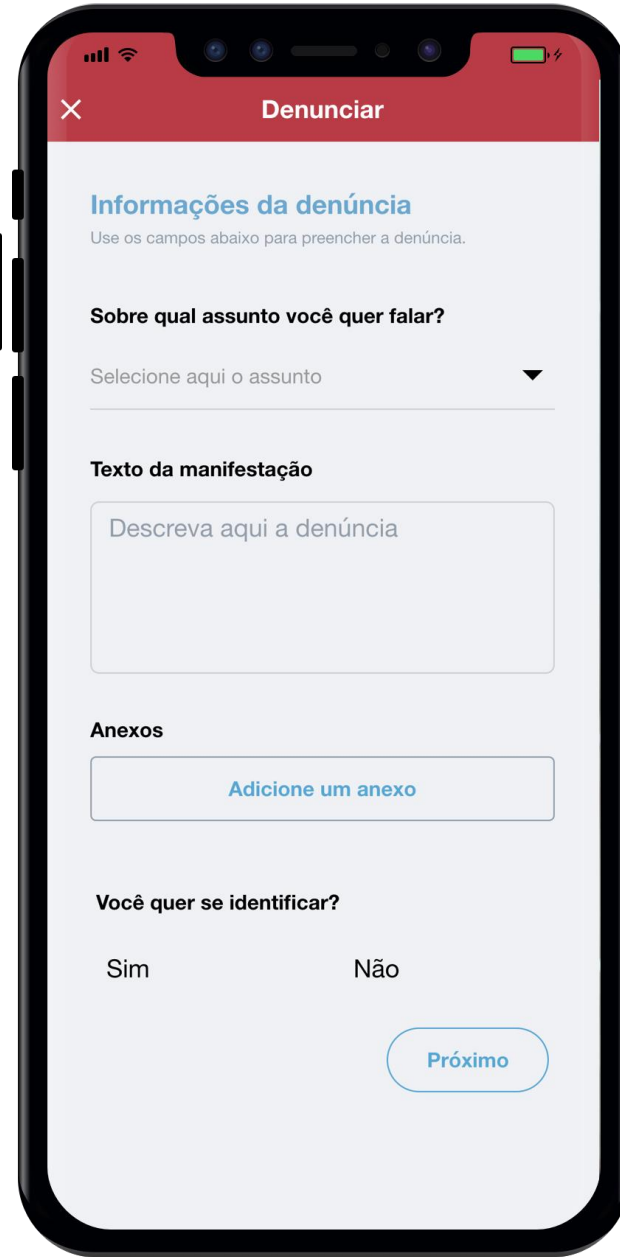 Denunciar
Informações da denúncia
Use os campos abaixo para preencher a denúncia.
Sobre qual assunto você quer falar?
Selecione aqui o assunto
Texto da manifestação
Descreva aqui a denúncia
Anexos
Adicione um anexo
Você quer se identificar?
Sim Não
Próximo